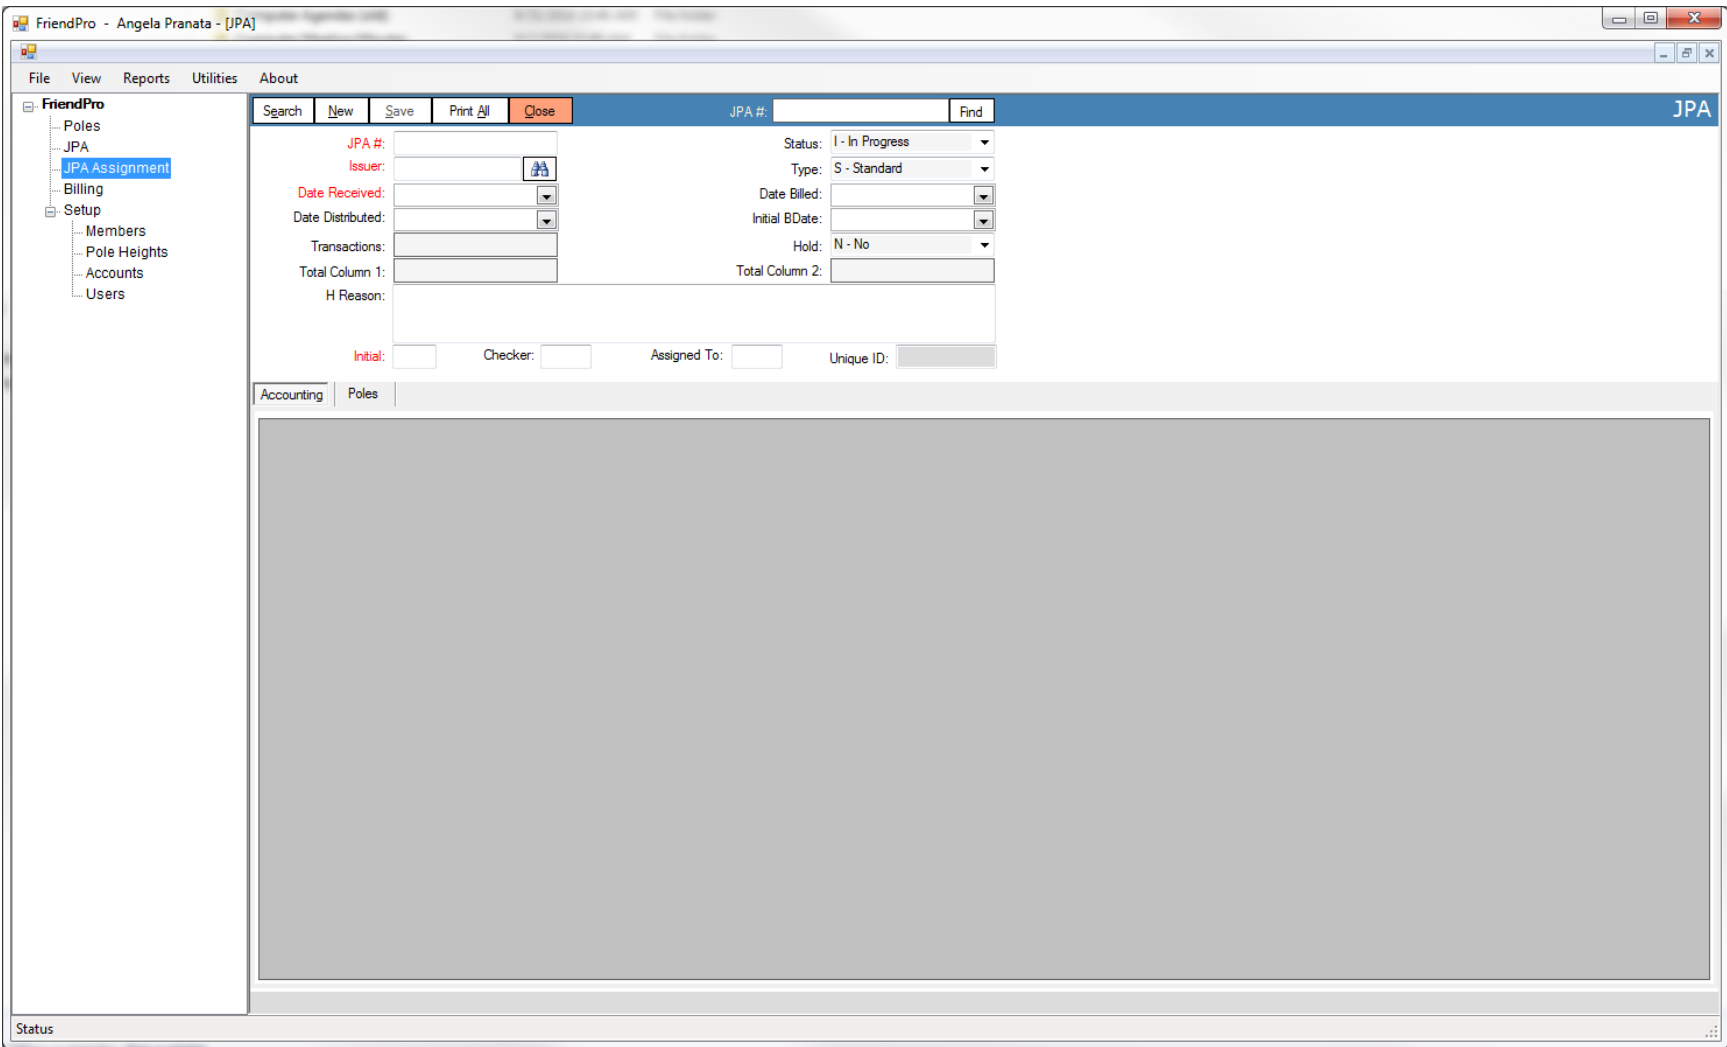 FriendPro - Angela Pranata - [JPA]
File View Reports Utilities About
FriendPro
Poles
JPA
JPA Assignment
Billing
Setup
Members
Pole Heights
Accounts
Users
Search New Save Print All Close JPA #: Find JPA
JPA #: Status: I - In Progress
Issuer: Type: S - Standard
Date Received: Date Billed:
Date Distributed: Initial BDate:
Transactions: Hold: N - No
Total Column 1: Total Column 2:
H Reason:
Initial: Checker: Assigned To: Unique ID:
Accounting Poles
Status